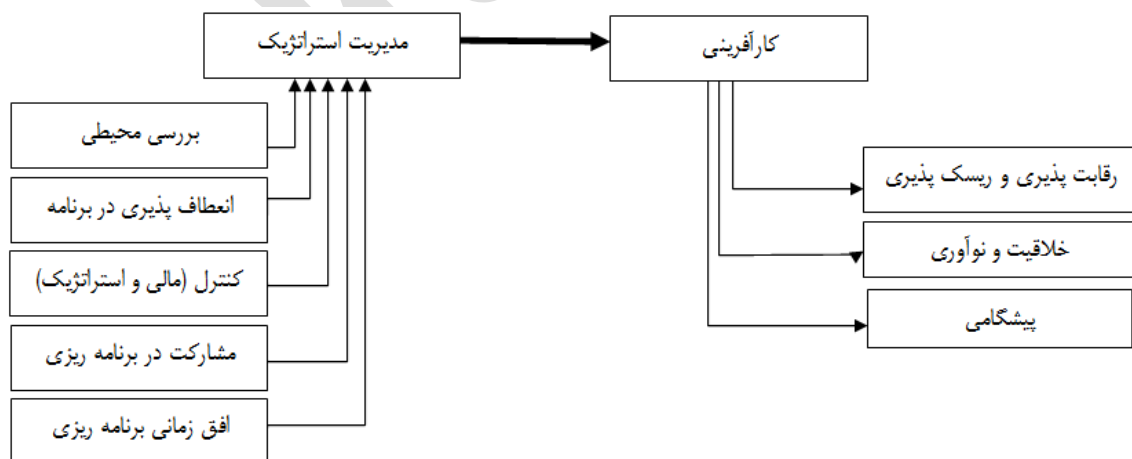 مدیریت استراتژیک
کارآفرینی
بررسی محیطی
انعطاف پذیری در برنامه
کنترل (مالی و استراتژیک)
مشارکت در برنامه ریزی
افق زمانی برنامه ریزی
رقابت پذیری و ریسک پذیری
خلاقیت و نوآوری
پیشگامی